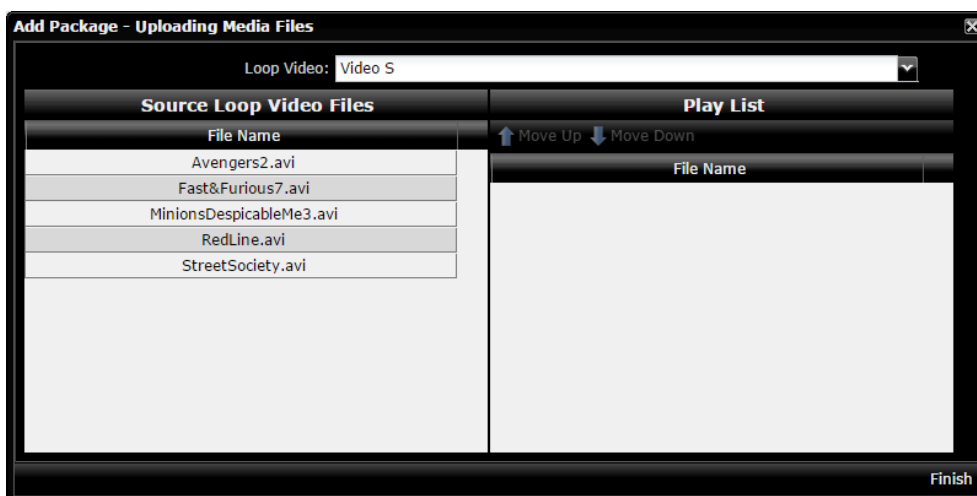 Add Package - Uploading Media Files
Loop Video: Video S
Source Loop Video Files
Play List
File Name
Move Up Move Down
File Name
Avengers2.avi
Fast&Furious7.avi
MinionsDespicableMe3.avi
RedLine.avi
StreetSociety.avi
Finish